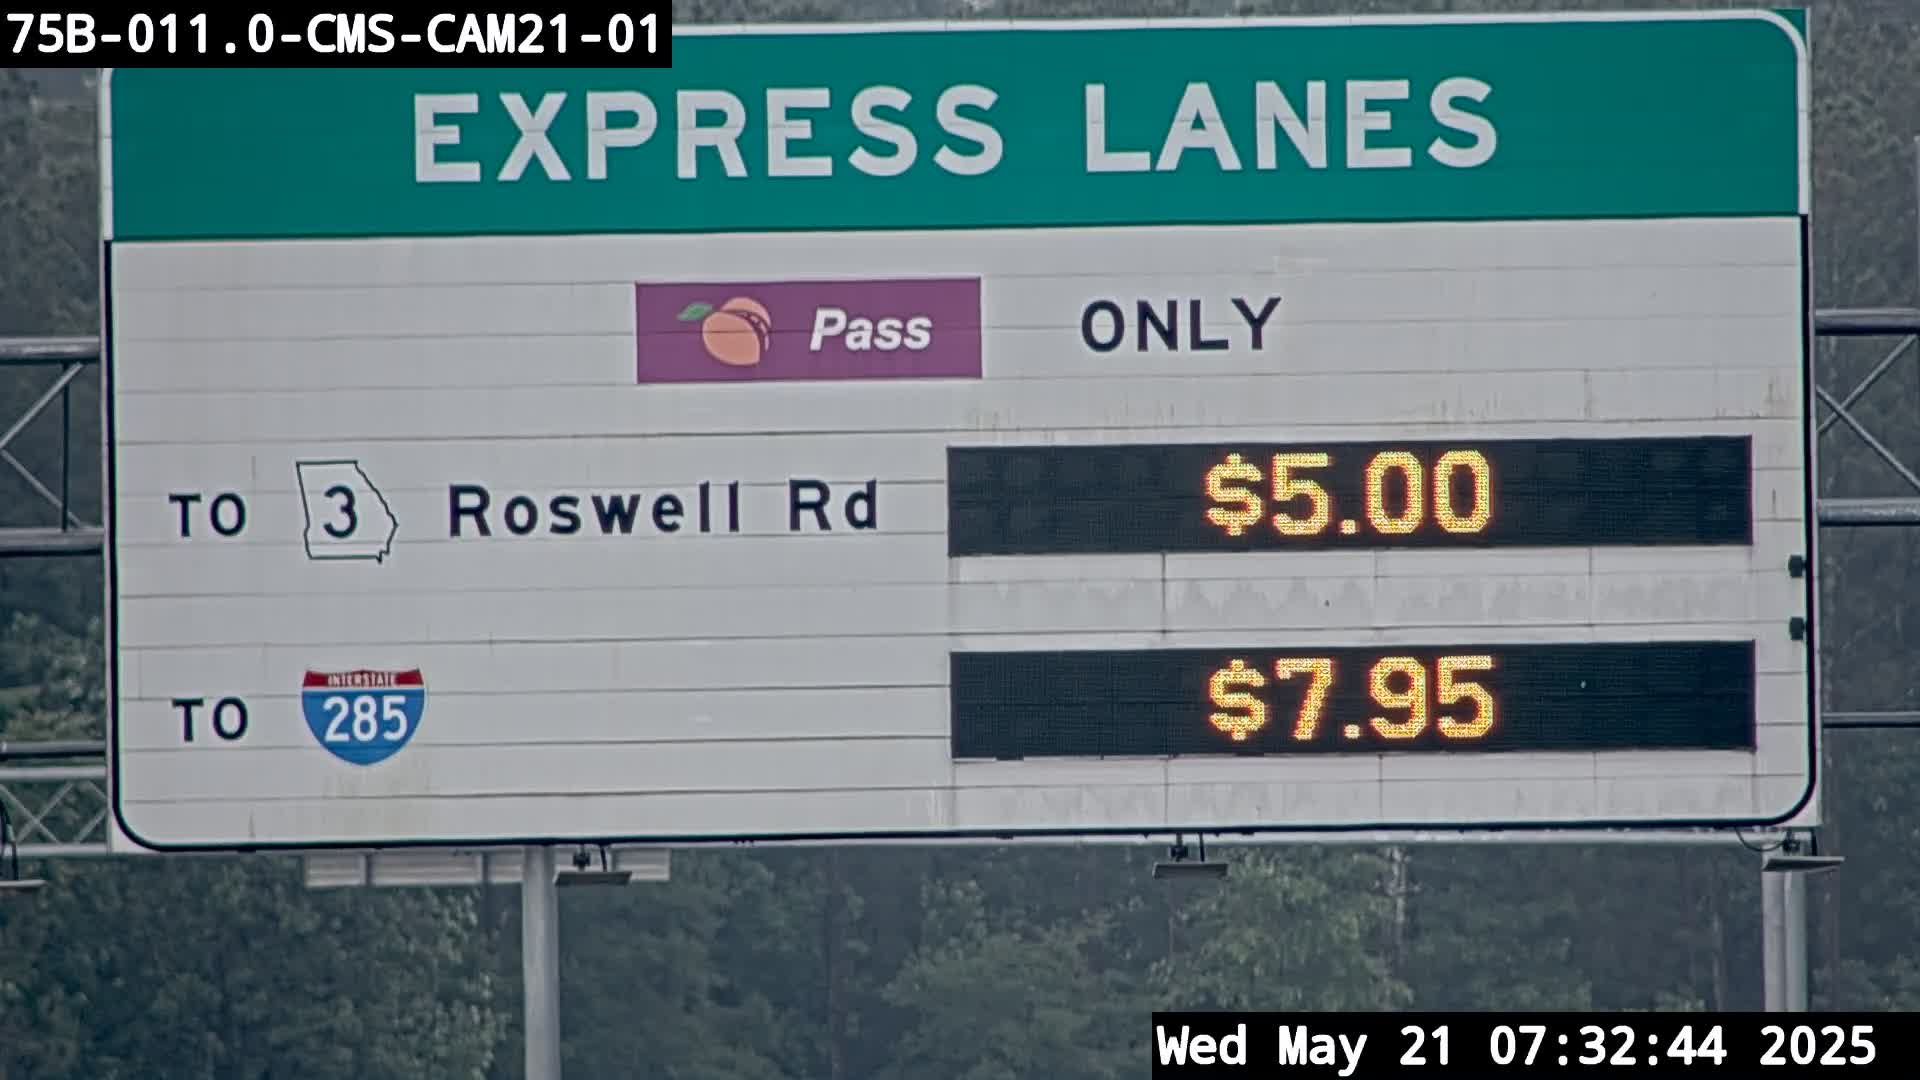 75B-011.0-CMS-CAM21-01
EXPRESS LANES
Pass ONLY
TO 3 Roswell Rd $5.00
TO INTERSTATE 285 $7.95
Wed May 21 07:32:44 2025